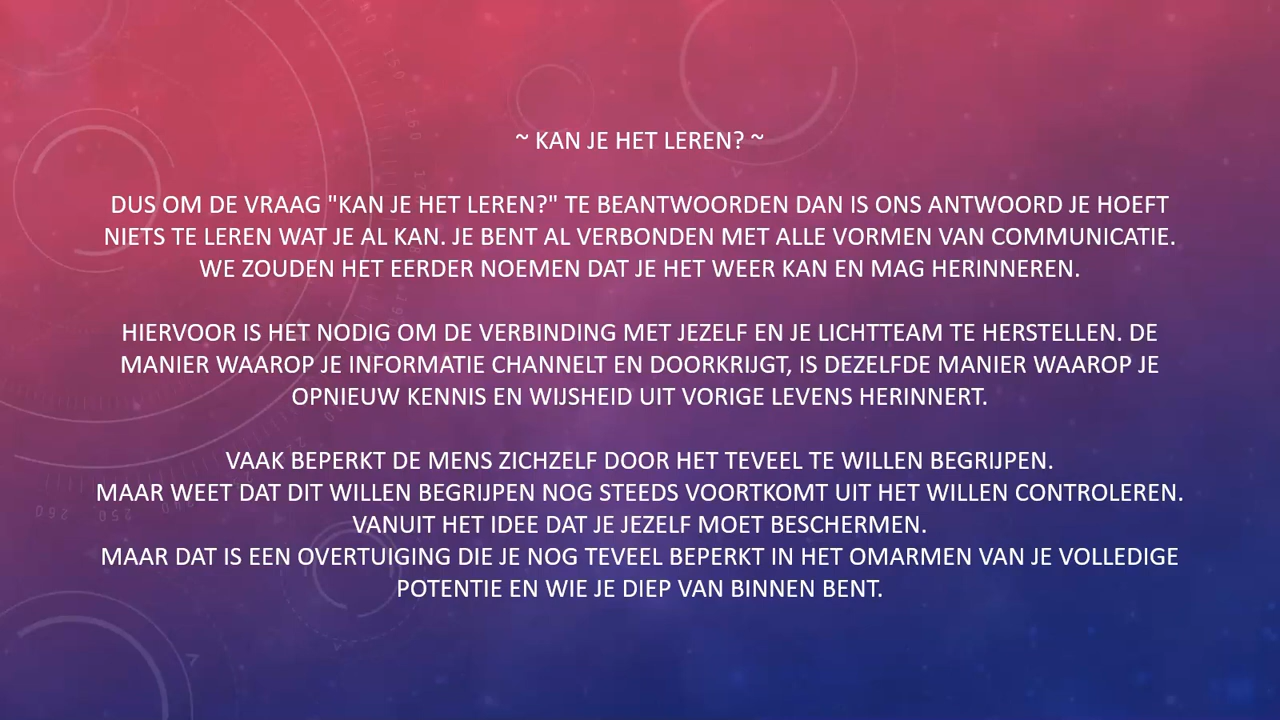 ~ KAN JE HET LEREN? ~
DUS OM DE VRAAG "KAN JE HET LEREN?" TE BEANTWOORDEN DAN IS ONS ANTWOORD JE HOEFT
NIETS TE LEREN WAT JE AL KAN. JE BENT AL VERBONDEN MET ALLE VORMEN VAN COMMUNICATIE.
WE ZOUDEN HET EERDER NOEMEN DAT JE HET WEER KAN EN MAG HERINNEREN.
HIERVOOR IS HET NODIG OM DE VERBINDING MET JEZELF EN JE LICHTTEAM TE HERSTELLEN. DE
MANIER WAAROP JE INFORMATIE CHANNELT EN DOORKRIJGT, IS DEZELFDE MANIER WAAROP JE
OPNIEUW KENNIS EN WIJSHEID UIT VORIGE LEVENS HERINNERT.
VAAK BEPERKT DE MENS ZICHZELF DOOR HET TEVEEL TE WILLEN BEGRIJPEN.
MAAR WEET DAT DIT WILLEN BEGRIJPEN NOG STEEDS VOORTKOMT UIT HET WILLEN CONTROLEREN.
VANUIT HET IDEE DAT JE JEZELF MOET BESCHERMEN.
MAAR DAT IS EEN OVERTUIGING DIE JE NOG TEVEEL BEPERKT IN HET OMARMEN VAN JE VOLLEDIGE
POTENTIE EN WIE JE DIEP VAN BINNEN BENT.